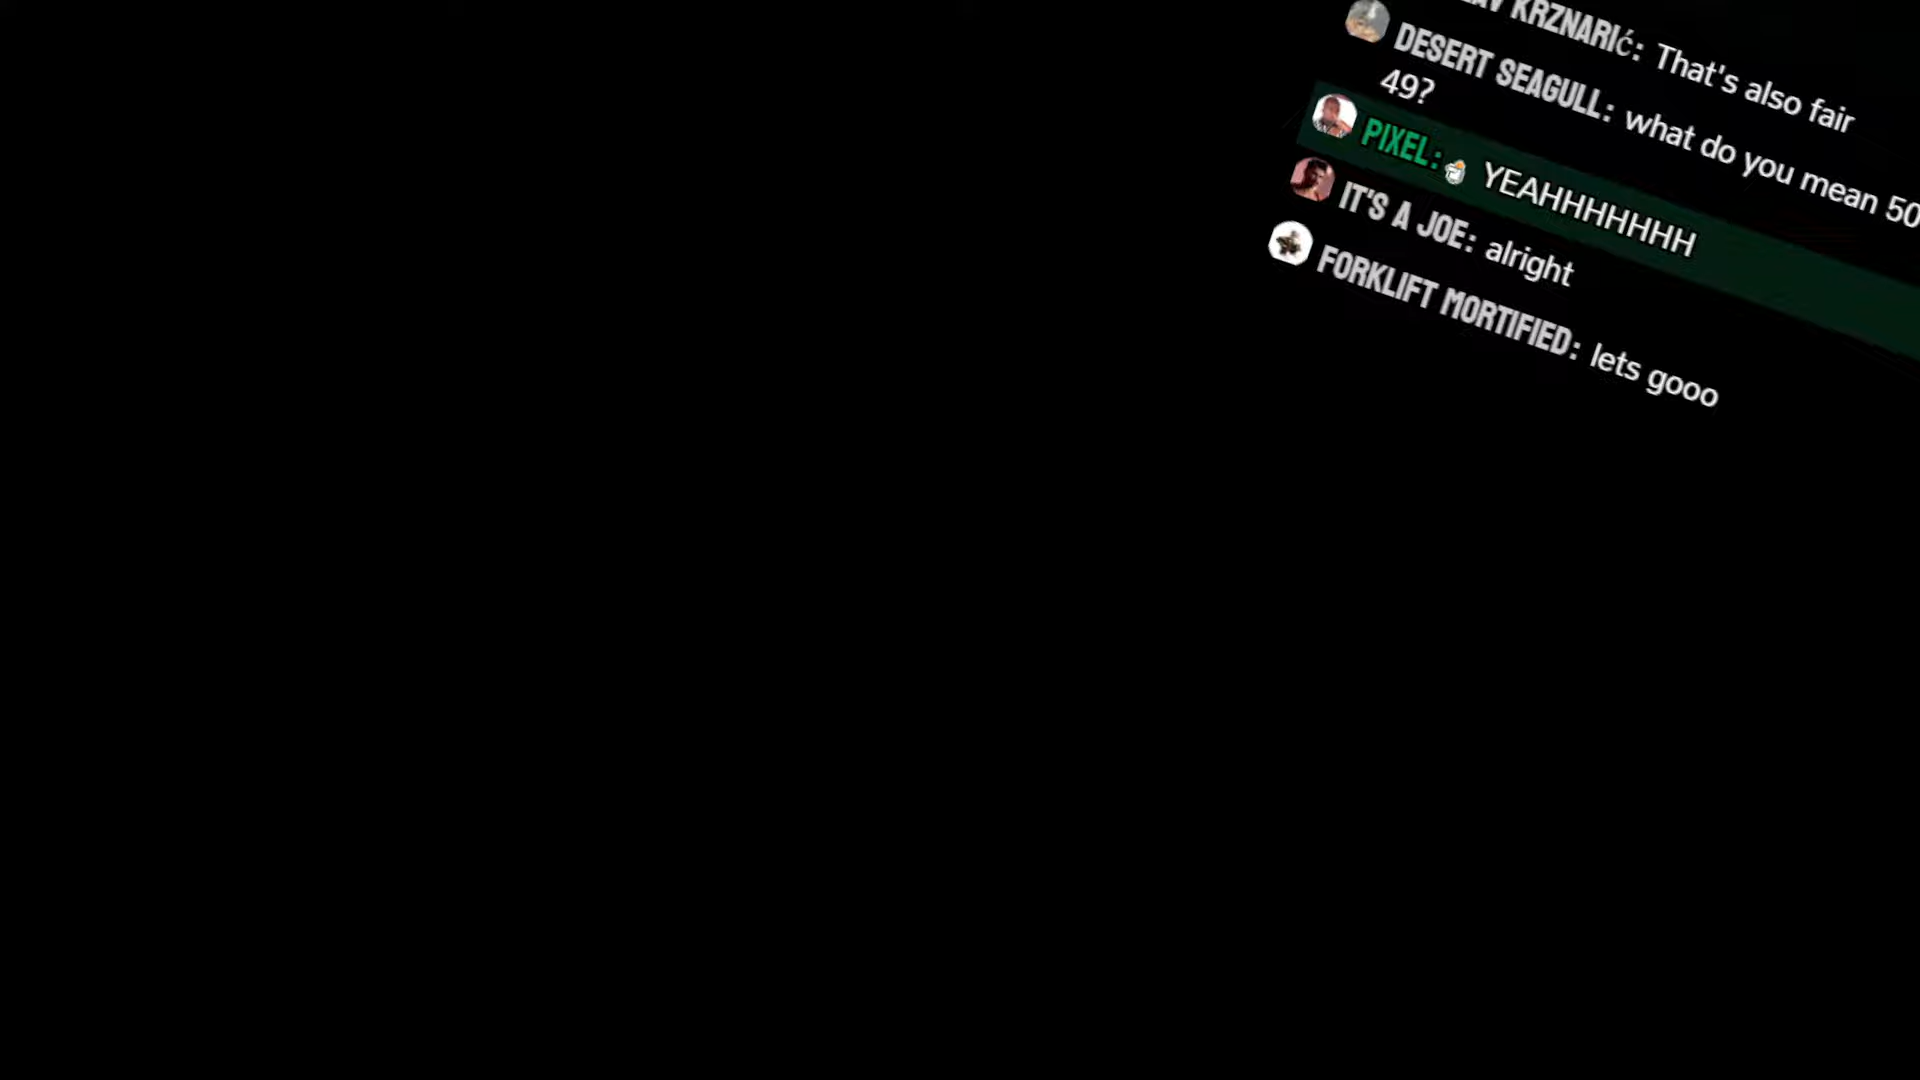 KRZNARIć: That's also fair
DESERT SEAGULL: what do you mean 50
49?
PIXEL: YEAHHHHHHH
IT'S A JOE: alright
FORKLIFT MORTIFIED: lets gooo